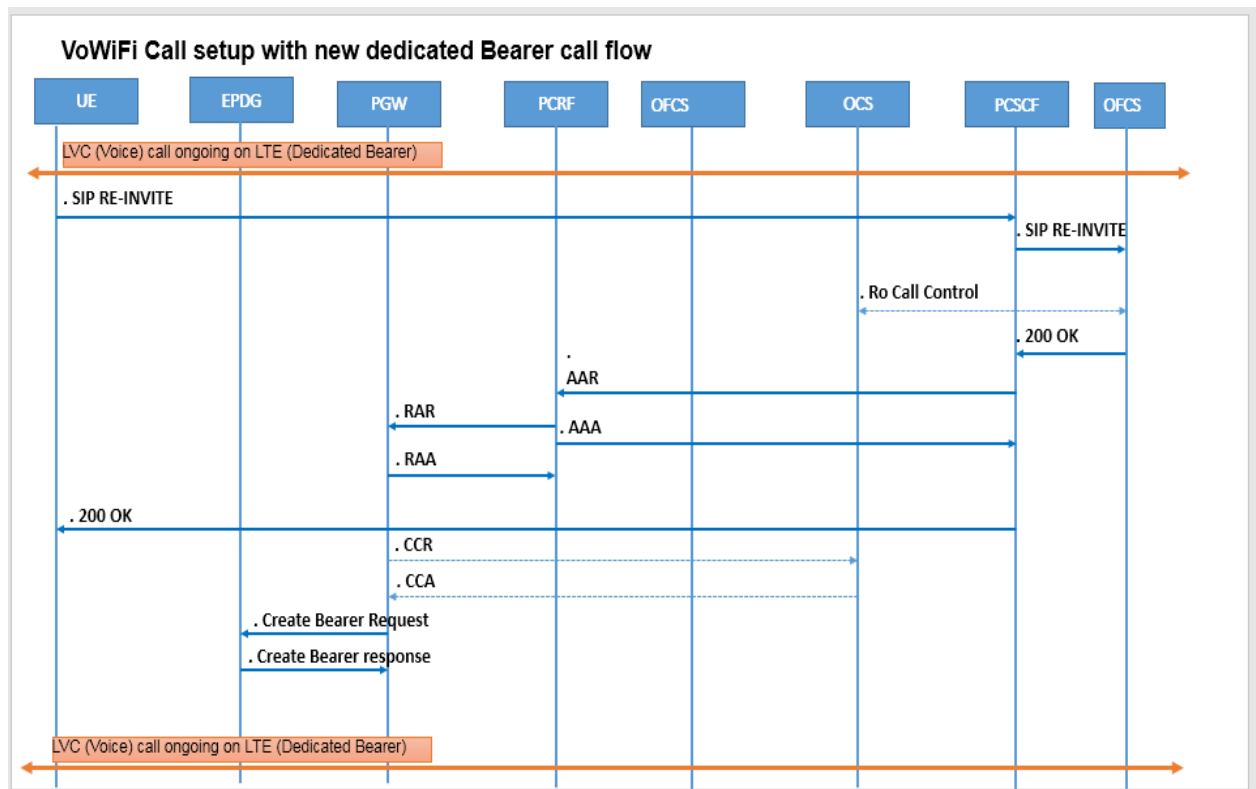 VoWiFi Call setup with new dedicated Bearer call flow
UE
EPDG
PGW
PCRF
OFCS
OCS
PCSCF
OFCS
LVC (Voice) call ongoing on LTE (Dedicated Bearer)
. SIP RE-INVITE
. SIP RE-INVITE
. Ro Call Control
. 200 OK
.
AAR
. RAR
. AAA
. RAA
. 200 OK
. CCR
. CCA
. Create Bearer Request
. Create Bearer response
LVC (Voice) call ongoing on LTE (Dedicated Bearer)